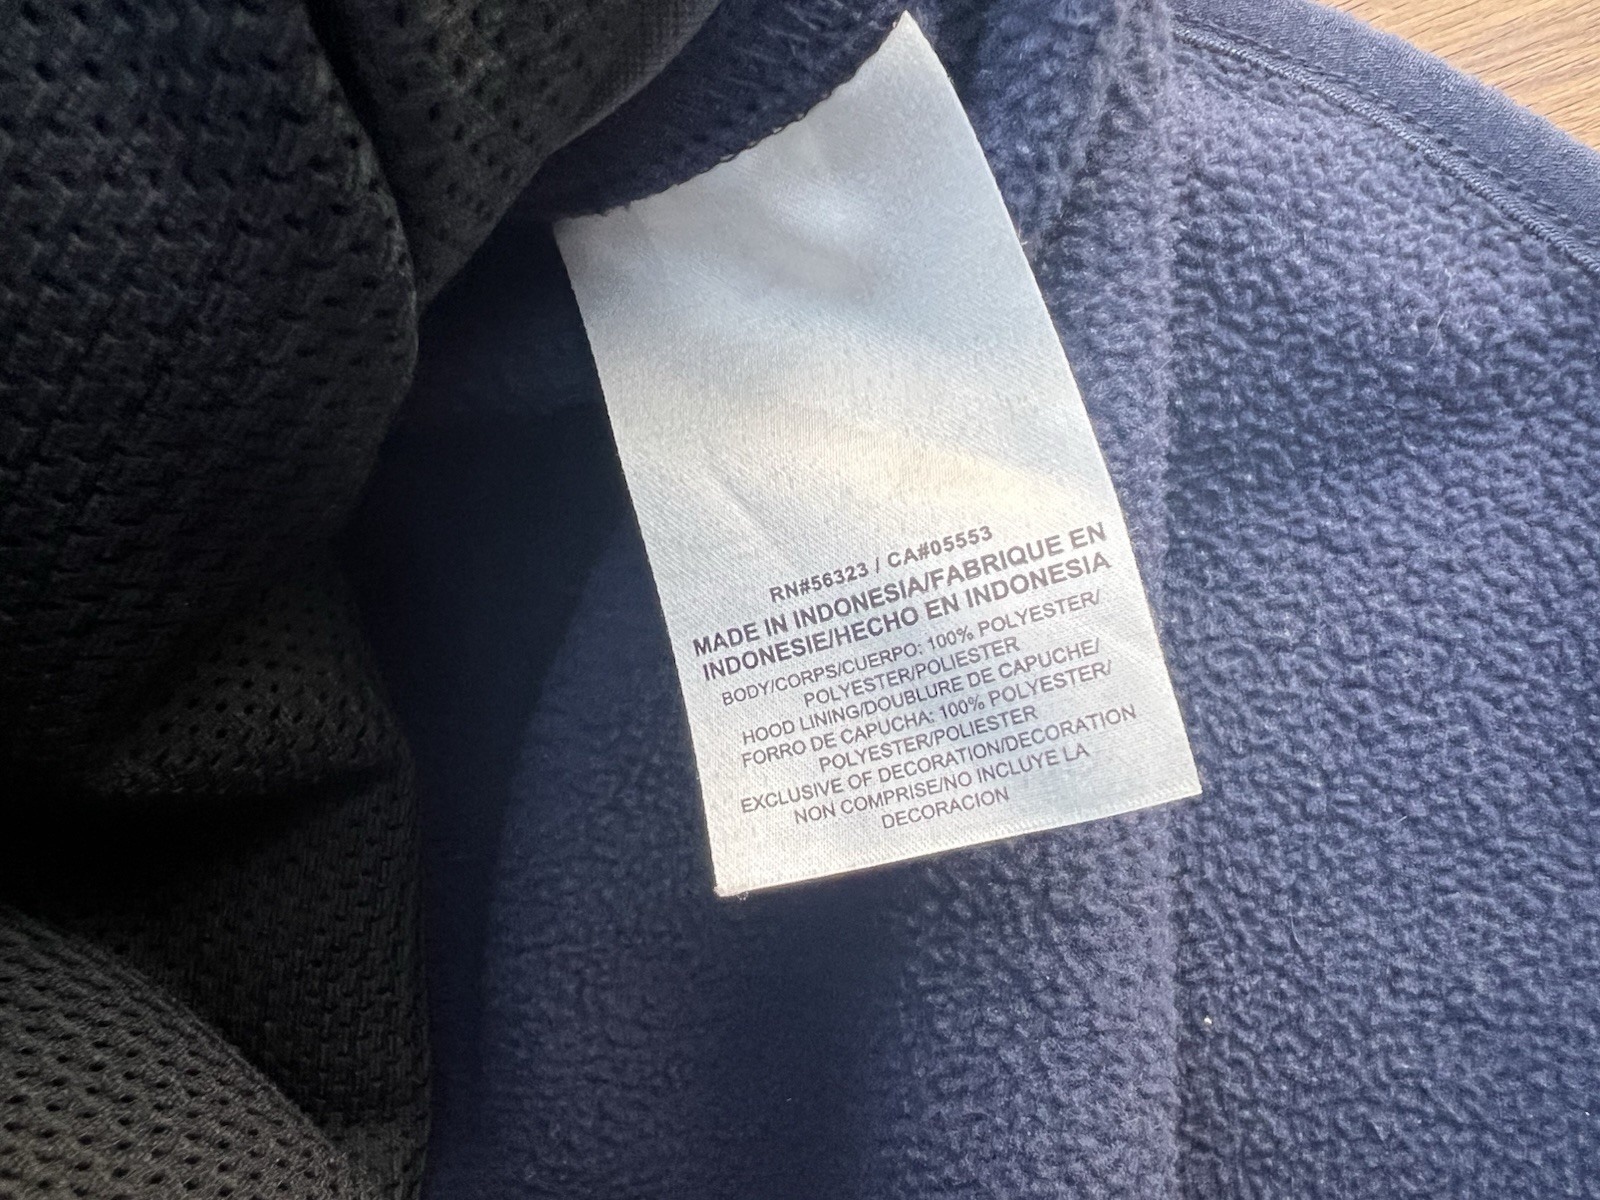 RN#56323 / CA#05553
MADE IN INDONESIA/FABRIQUE EN
INDONESIE/HECHO EN INDONESIA
BODY/CORPS/CUERPO: 100% POLYESTER/
POLYESTER/POLIESTER
HOOD LINING/DOUBLURE DE CAPUCHE/
FORRO DE CAPUCHA: 100% POLYESTER/
POLYESTER/POLIESTER
EXCLUSIVE OF DECORATION/DECORATION
NON COMPRISE/NO INCLUYE LA
DECORACION